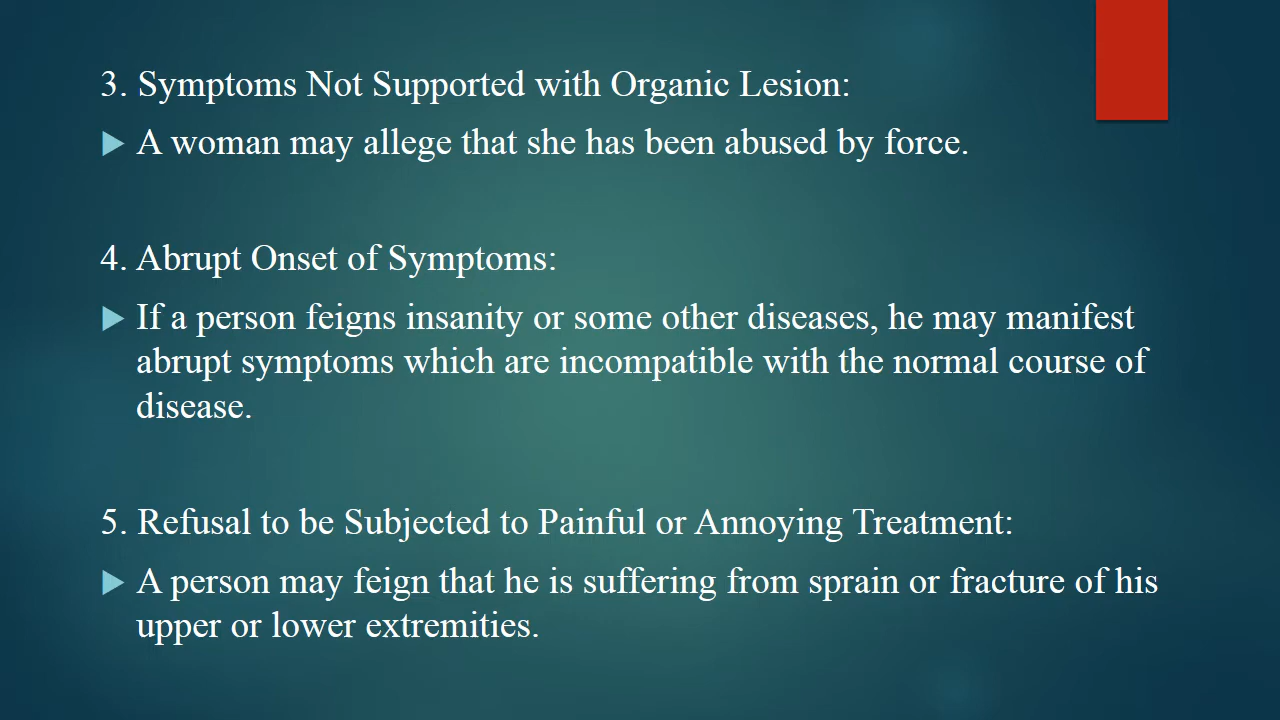 3. Symptoms Not Supported with Organic Lesion:
A woman may allege that she has been abused by force.
4. Abrupt Onset of Symptoms:
If a person feigns insanity or some other diseases, he may manifest
abrupt symptoms which are incompatible with the normal course of
disease.
5. Refusal to be Subjected to Painful or Annoying Treatment:
A person may feign that he is suffering from sprain or fracture of his
upper or lower extremities.